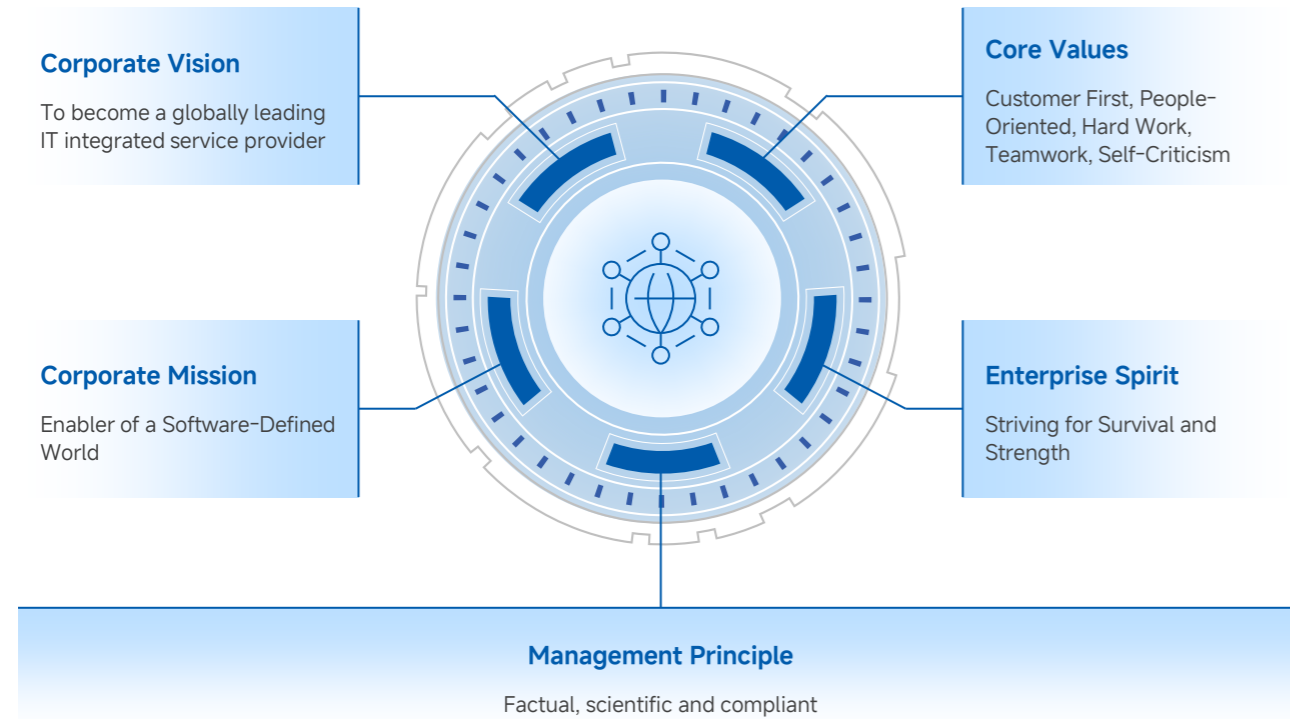 Corporate Vision
To become a globally leading
IT integrated service provider
Core Values
Customer First, People-
Oriented, Hard Work,
Teamwork, Self-Criticism
Corporate Mission
Enabler of a Software-Defined
World
Enterprise Spirit
Striving for Survival and
Strength
Management Principle
Factual, scientific and compliant